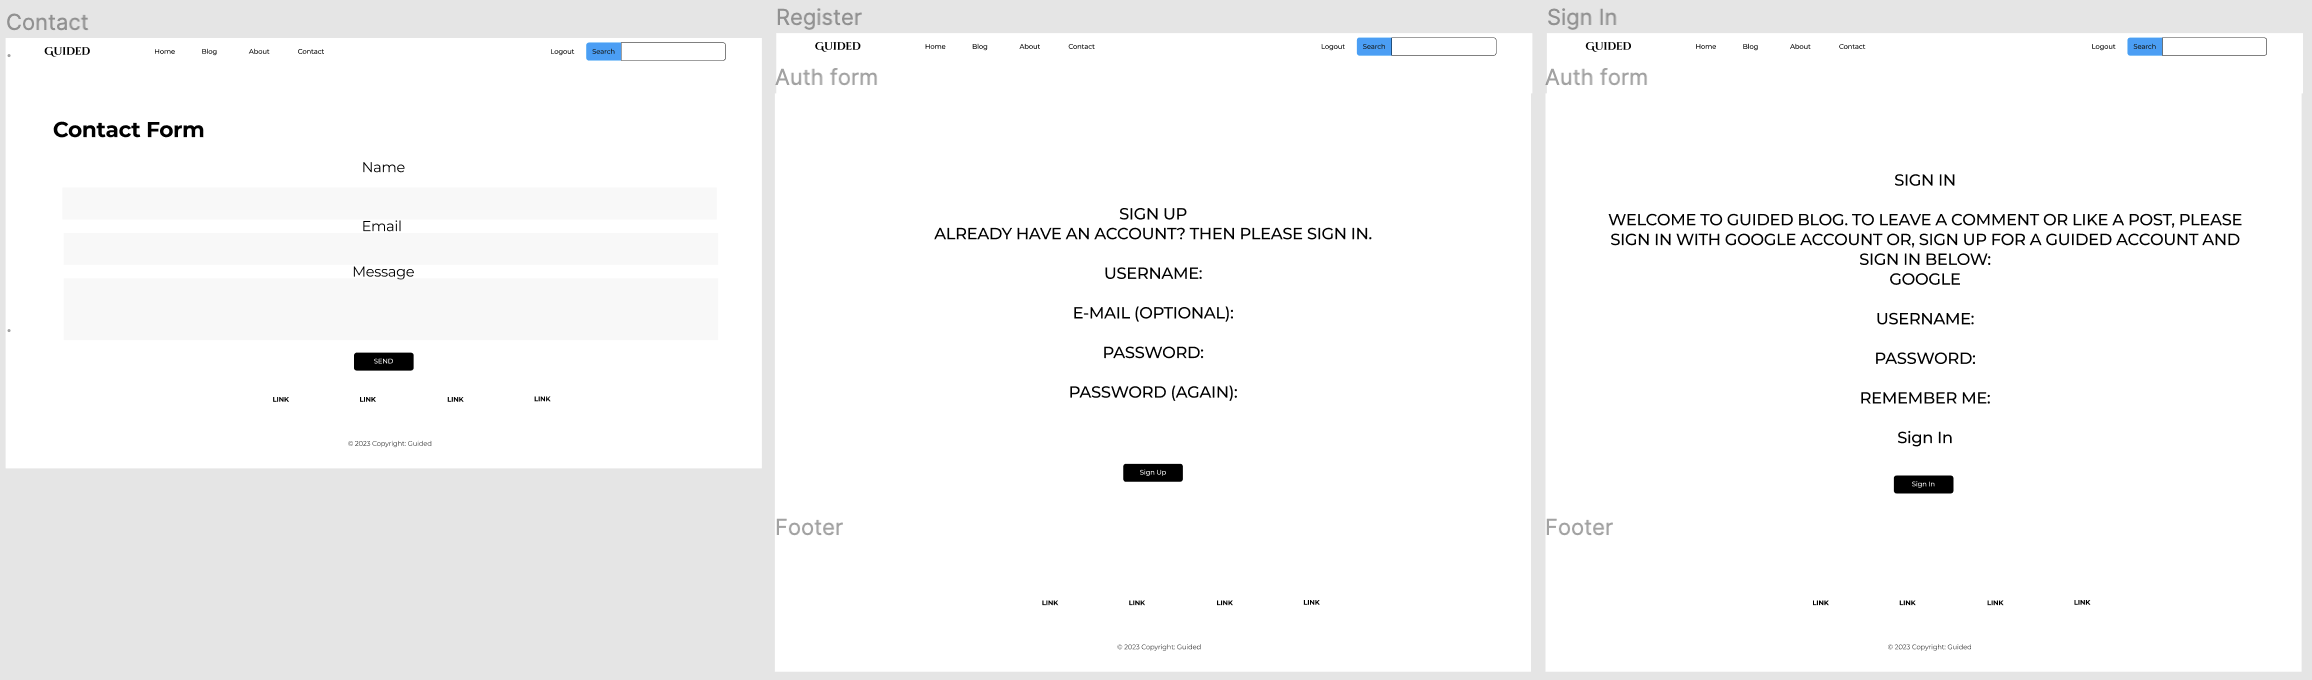 Contact
GUIDED Home Blog About Contact Logout Search
Contact Form
Name
Email
Message
SEND
LINK LINK LINK LINK
© 2023 Copyright: Guided
Register
GUIDED Home Blog About Contact Logout Search
Auth form
SIGN UP
ALREADY HAVE AN ACCOUNT? THEN PLEASE SIGN IN.
USERNAME:
E-MAIL (OPTIONAL):
PASSWORD:
PASSWORD (AGAIN):
Sign Up
Footer
LINK LINK LINK LINK
© 2023 Copyright: Guided
Sign In
GUIDED Home Blog About Contact Logout Search
Auth form
SIGN IN
WELCOME TO GUIDED BLOG. TO LEAVE A COMMENT OR LIKE A POST, PLEASE
SIGN IN WITH GOOGLE ACCOUNT OR, SIGN UP FOR A GUIDED ACCOUNT AND
SIGN IN BELOW:
GOOGLE
USERNAME:
PASSWORD:
REMEMBER ME:
Sign In
Sign In
Footer
LINK LINK LINK LINK
© 2023 Copyright: Guided